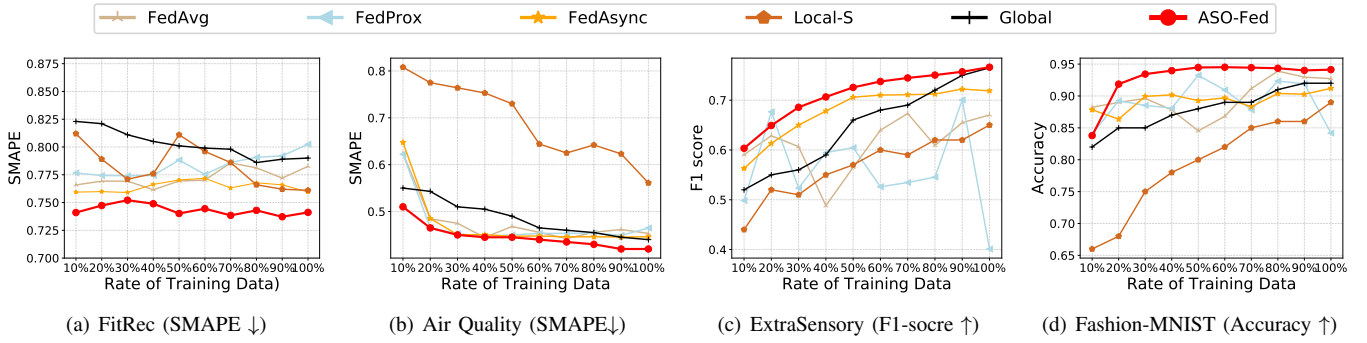 FedAvg FedProx FedAsync Local-S Global ASO-Fed
0.875
0.850
0.825
0.800
0.775
0.750
0.725
0.700
SMAPE
10% 20% 30% 40% 50% 60% 70% 80% 90% 100%
Rate of Training Data)
(a) FitRec (SMAPE ↓)
0.8
0.7
0.6
0.5
SMAPE
10% 20% 30% 40% 50% 60% 70% 80% 90% 100%
Rate of Training Data
(b) Air Quality (SMAPE↓)
0.7
0.6
0.5
0.4
F1 score
10% 20% 30% 40% 50% 60% 70% 80% 90% 100%
Rate of Training Data
(c) ExtraSensory (F1-socre ↑)
0.95
0.90
0.85
0.80
0.75
0.70
0.65
Accuracy
10% 20% 30% 40% 50% 60% 70% 80% 90% 100%
Rate of Training Data
(d) Fashion-MNIST (Accuracy ↑)